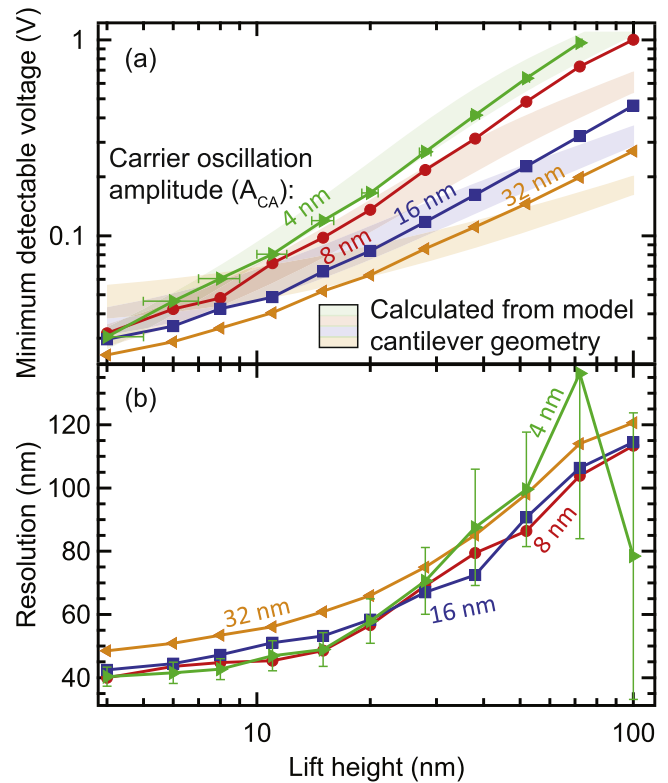 Minimum detectable voltage (V)
1
0.1
(a)
Carrier oscillation
amplitude (A_CA):
4 nm
8 nm
16 nm
32 nm
Calculated from model
cantilever geometry
Resolution (nm)
120
100
80
60
40
(b)
4 nm
8 nm
16 nm
32 nm
10
100
Lift height (nm)